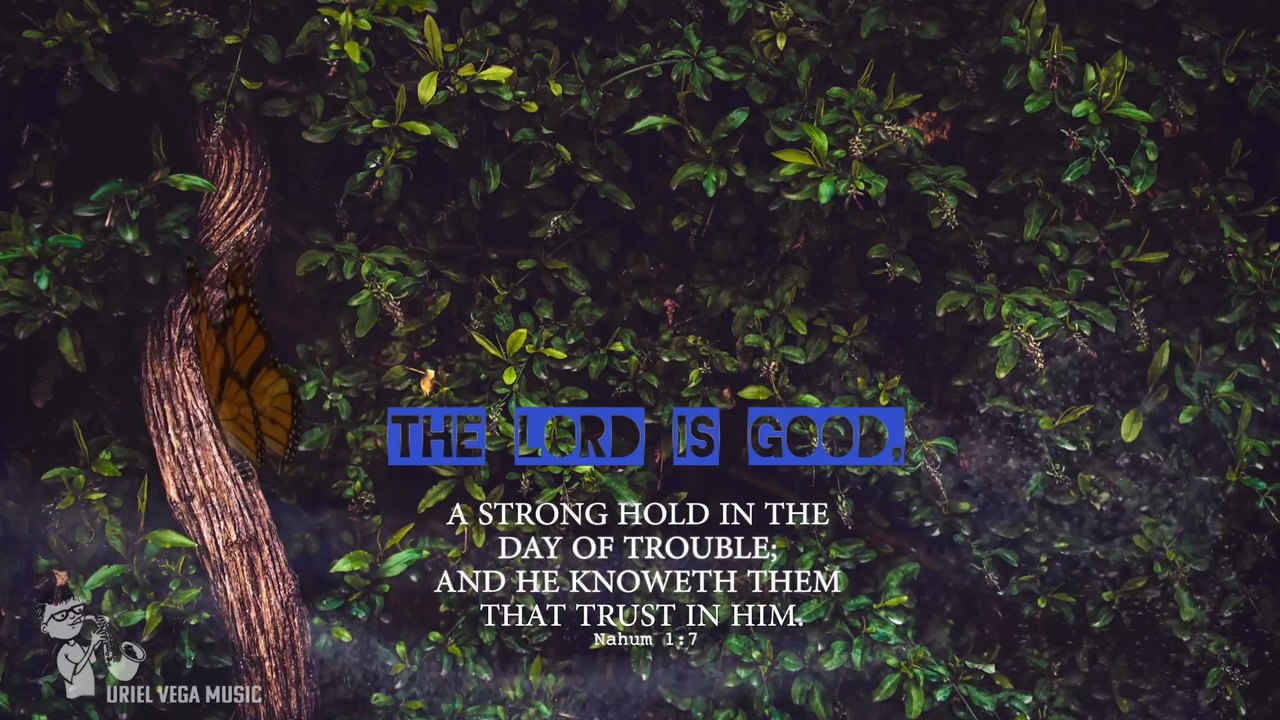 THE LORD IS GOOD,
A STRONG HOLD IN THE
DAY OF TROUBLE;
AND HE KNOWETH THEM
THAT TRUST IN HIM.
Nahum 1:7
URIEL VEGA MUSIC